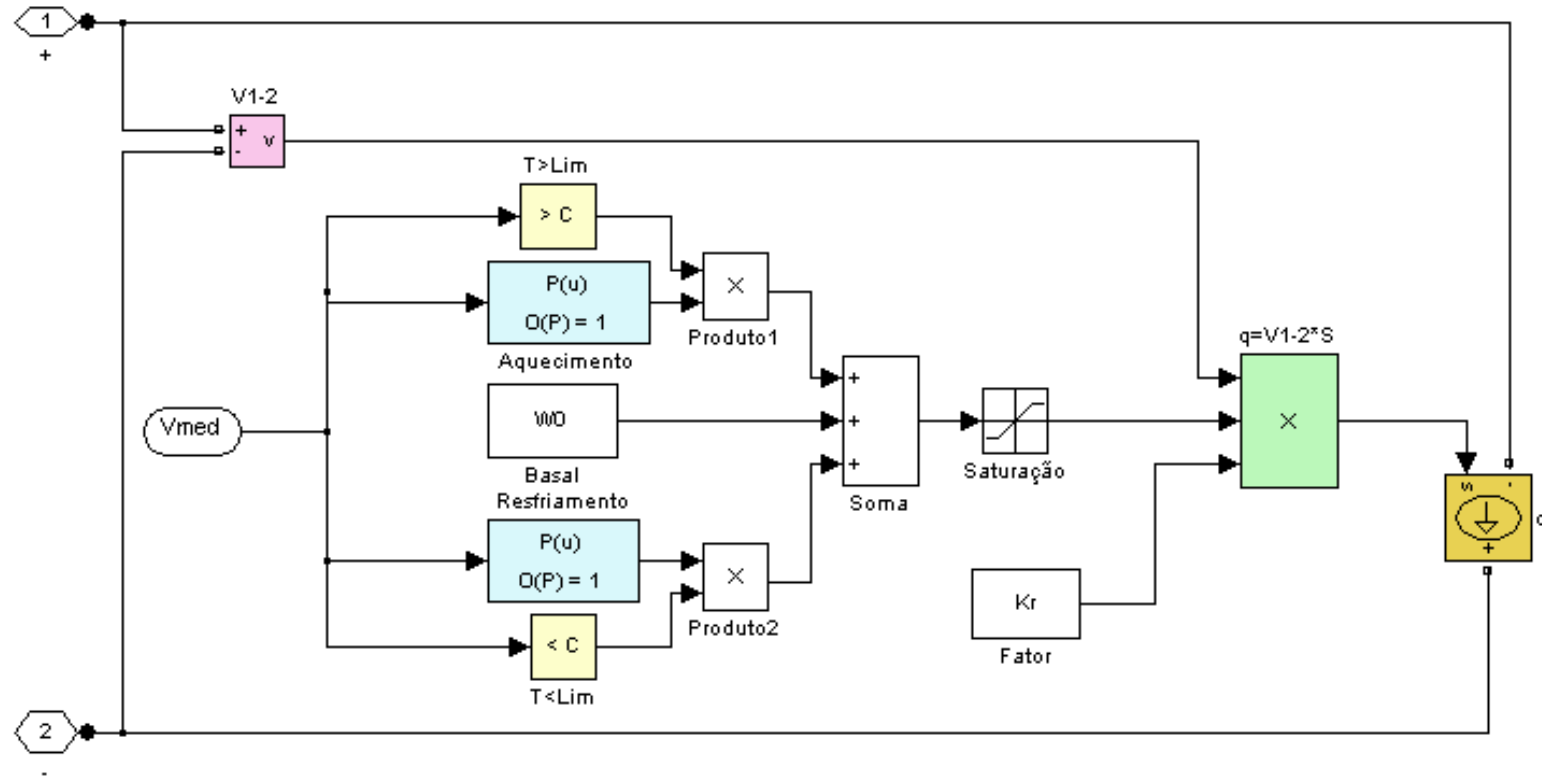 1
+
V1-2
+
v
-
T>Lim
> C
P(u)
O(P) = 1
×
Produto1
Aquecimento
q=V1-2*S
Vmed
W0
Basal
+
+
+
Soma
Saturação
×
s
-
+
Resfriamento
P(u)
O(P) = 1
×
Produto2
Kr
Fator
< C
T<Lim
2
-